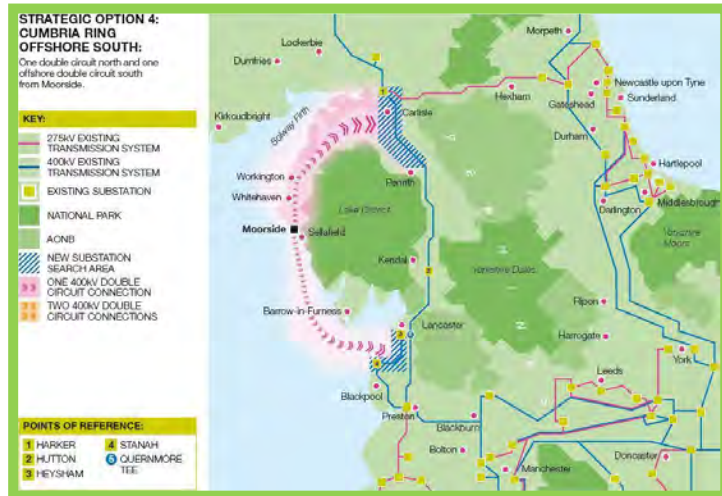 STRATEGIC OPTION 4:
CUMBRIA RING
OFFSHORE SOUTH:
One double circuit north and one
offshore double circuit south
from Moorside.
KEY:
275kV EXISTING
TRANSMISSION SYSTEM
400kV EXISTING
TRANSMISSION SYSTEM
EXISTING SUBSTATION
NATIONAL PARK
AONB
NEW SUBSTATION
SEARCH AREA
ONE 400kV DOUBLE
CIRCUIT CONNECTION
TWO 400kV DOUBLE
CIRCUIT CONNECTIONS
POINTS OF REFERENCE:
1 HARKER
2 HUTTON
3 HEYSHAM
4 STANAH
5 QUERNMORE
TEE
Lockerbie
Dumfries
Kirkcudbright
Solway Firth
1
Carlisle
Hexham
Morpeth
Newcastle upon Tyne
Gateshead
Sunderland
Durham
Hartlepool
Workington
Whitehaven
Penrith
Darlington
Middlesbrough
Lake District
Moorside
Sellafield
Yorkshire
Moors
Kendal
2
Yorkshire Dales
Barrow-in-Furness
Lancaster
3
4
Ripon
Harrogate
York
Leeds
Blackpool
Preston
Blackburn
Bolton
Manchester
Doncaster